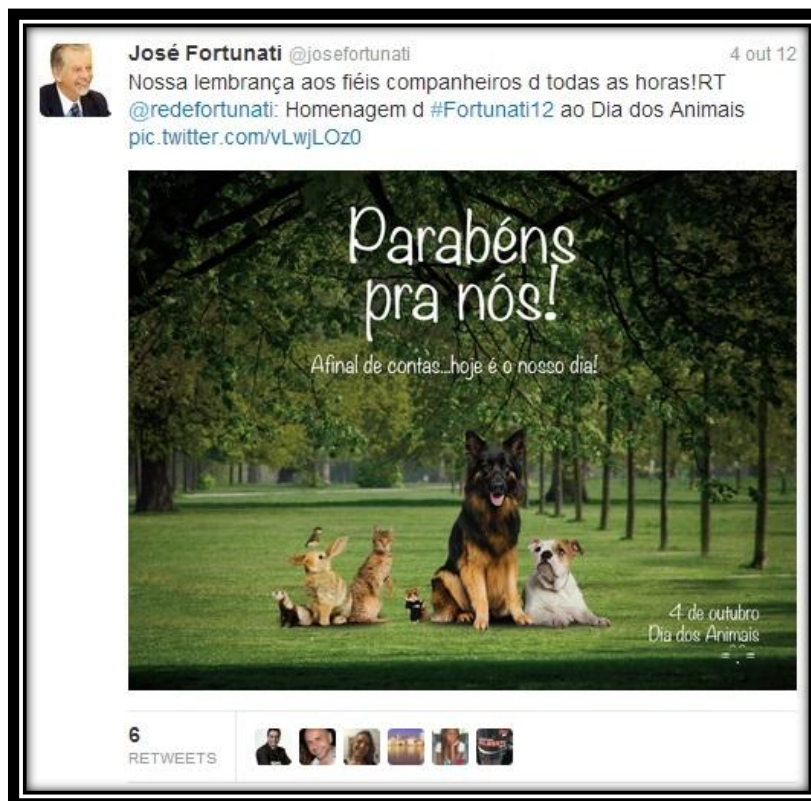 José Fortunati @josefortunati 4 out 12
Nossa lembrança aos fiéis companheiros d todas as horas!RT
@redefortunati: Homenagem d #Fortunati12 ao Dia dos Animais
pic.twitter.com/vLwjLOz0
Parabéns
pra nós!
Afinal de contas...hoje é o nosso dia!
4 de outubro
Dia dos Animais
6
RETWEETS